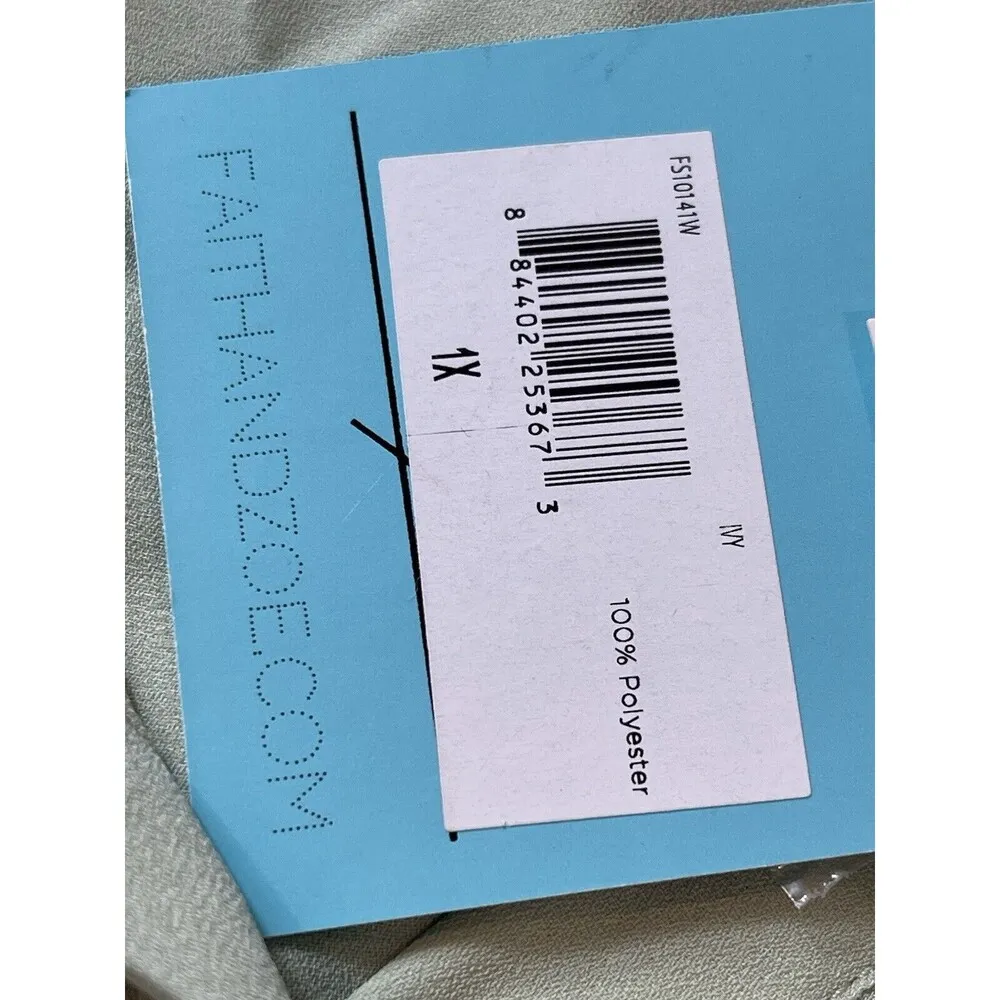 FS10141W
IVY
8 84402 25367 3
100% Polyester
1X
FAITHANDZOE.COM